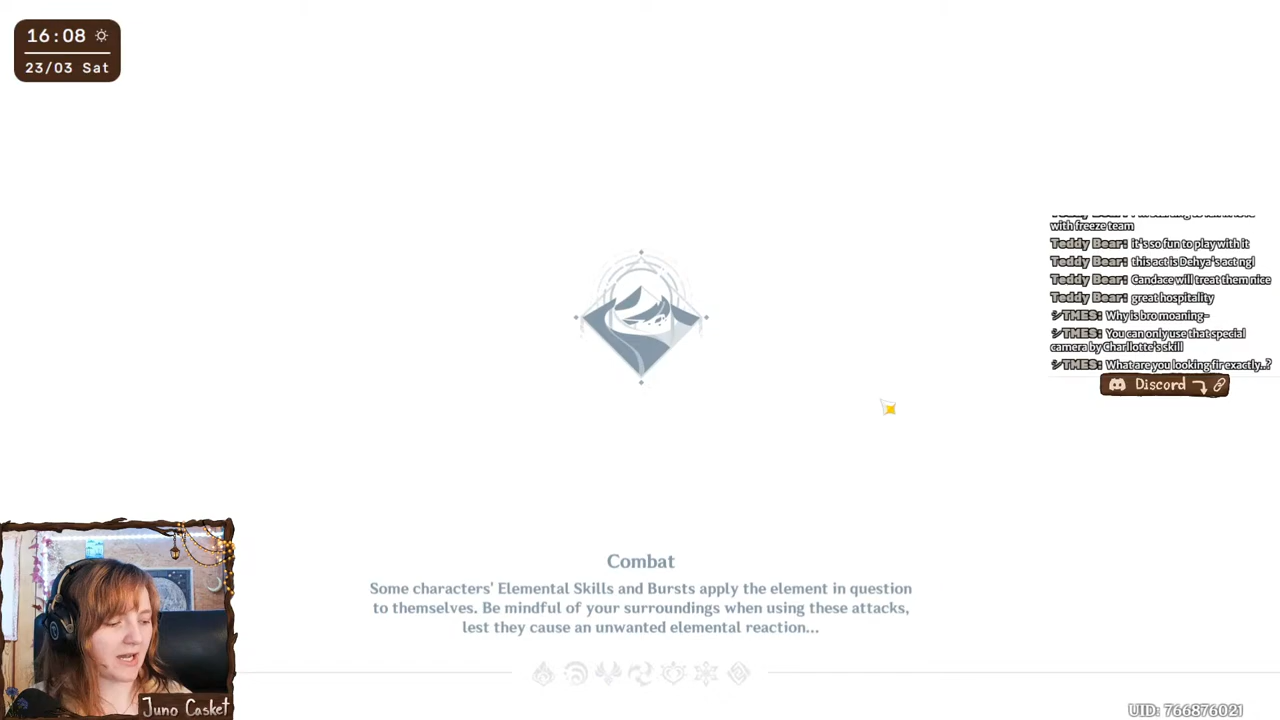 16:08
23/03 Sat
with freeze team
Teddy Bear: it's so fun to play with it
Teddy Bear: this act is Dehya's act ngl
Teddy Bear: Candace will treat them nice
Teddy Bear: great hospitality
シTMES: Why is bro moaning~
シTMES: You can only use that special
camera by Charllotte's skill
シTMES: What are you looking fir exactly..?
Discord
Combat
Some characters' Elemental Skills and Bursts apply the element in question
to themselves. Be mindful of your surroundings when using these attacks,
lest they cause an unwanted elemental reaction...
Juno Casket
UID: 766876021